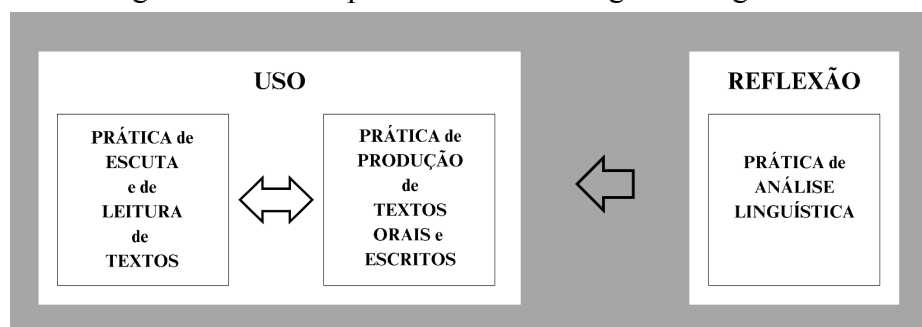 USO
PRÁTICA de
ESCUTA
e de
LEITURA
de
TEXTOS
PRÁTICA de
PRODUÇÃO
de
TEXTOS
ORAIS e
ESCRITOS
REFLEXÃO
PRÁTICA de
ANÁLISE
LINGUÍSTICA